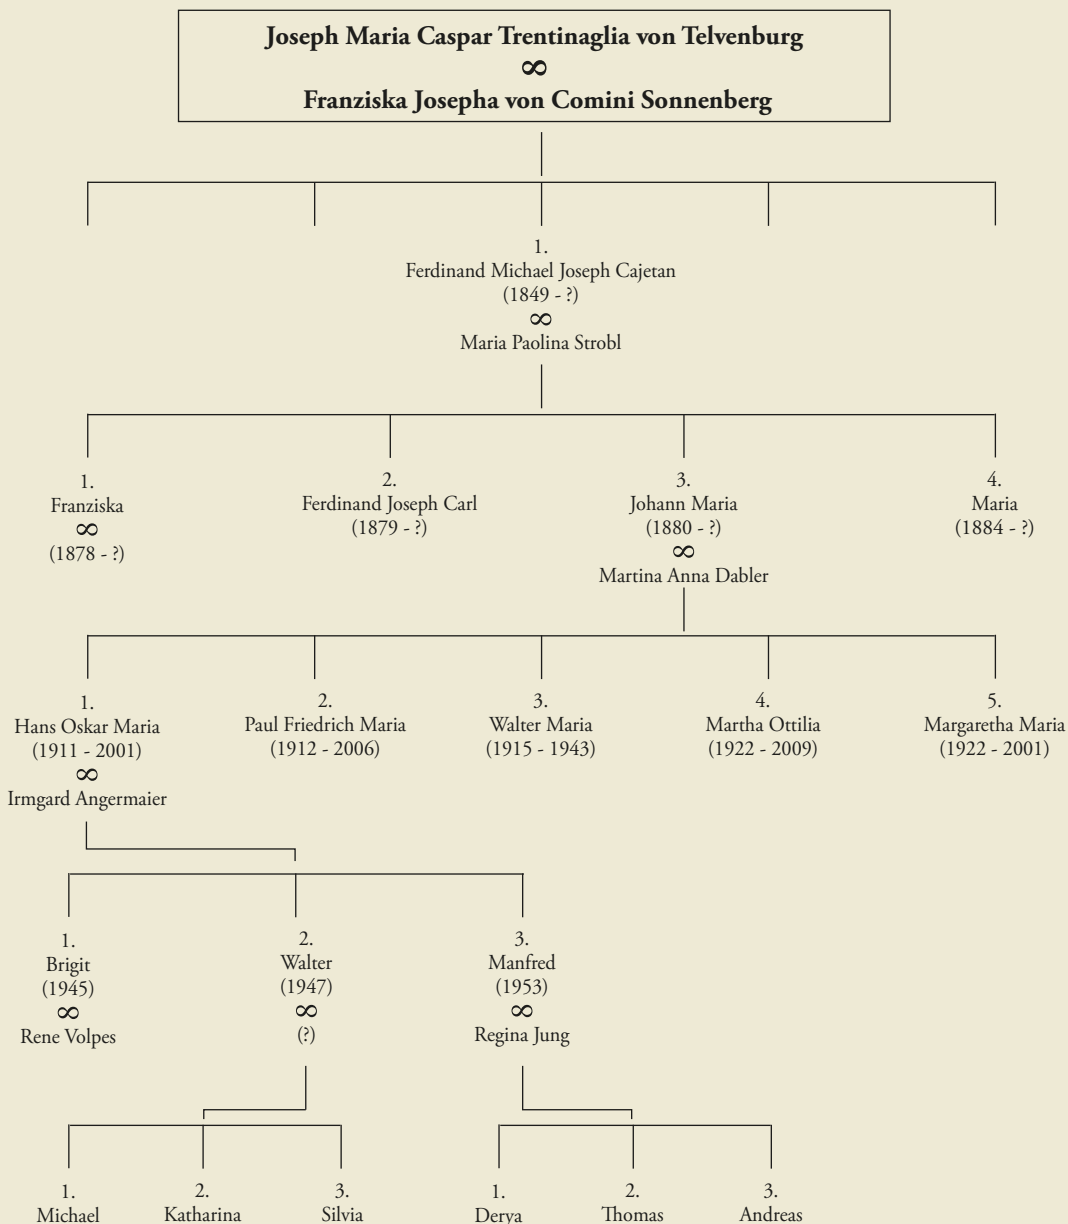 Joseph Maria Caspar Trentinaglia von Telvenburg
∞
Franziska Josepha von Comini Sonnenberg
1.
Ferdinand Michael Joseph Cajetan
(1849 - ?)
∞
Maria Paolina Strobl
1.
Franziska
∞
(1878 - ?)
2.
Ferdinand Joseph Carl
(1879 - ?)
3.
Johann Maria
(1880 - ?)
∞
Martina Anna Dabler
4.
Maria
(1884 - ?)
1.
Hans Oskar Maria
(1911 - 2001)
∞
Irmgard Angermaier
2.
Paul Friedrich Maria
(1912 - 2006)
3.
Walter Maria
(1915 - 1943)
4.
Martha Ottilia
(1922 - 2009)
5.
Margaretha Maria
(1922 - 2001)
1.
Brigit
(1945)
∞
Rene Volpes
2.
Walter
(1947)
∞
(?)
3.
Manfred
(1953)
∞
Regina Jung
1.
Michael
2.
Katharina
3.
Silvia
1.
Derya
2.
Thomas
3.
Andreas